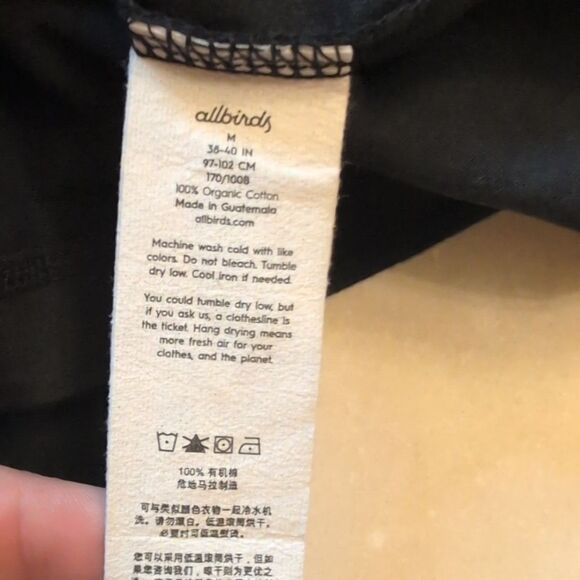 allbirds
M
38-40 IN
97-102 CM
170/100B
100% Organic Cotton
Made in Guatemala
allbirds.com
Machine wash cold with like
colors. Do not bleach. Tumble
dry low. Cool iron if needed.
You could tumble dry low, but
if you ask us, a clothesline is
the ticket. Hang drying means
more fresh air for your
clothes, and the planet.
100% 有机棉
危地马拉制造
可与类似颜色衣物一起冷水机
洗。请勿漂白。低温滚筒烘干。
必要时可低温熨烫。
您可以采用低温滚筒烘干，但如
果您咨询我们，晾干则为更优之